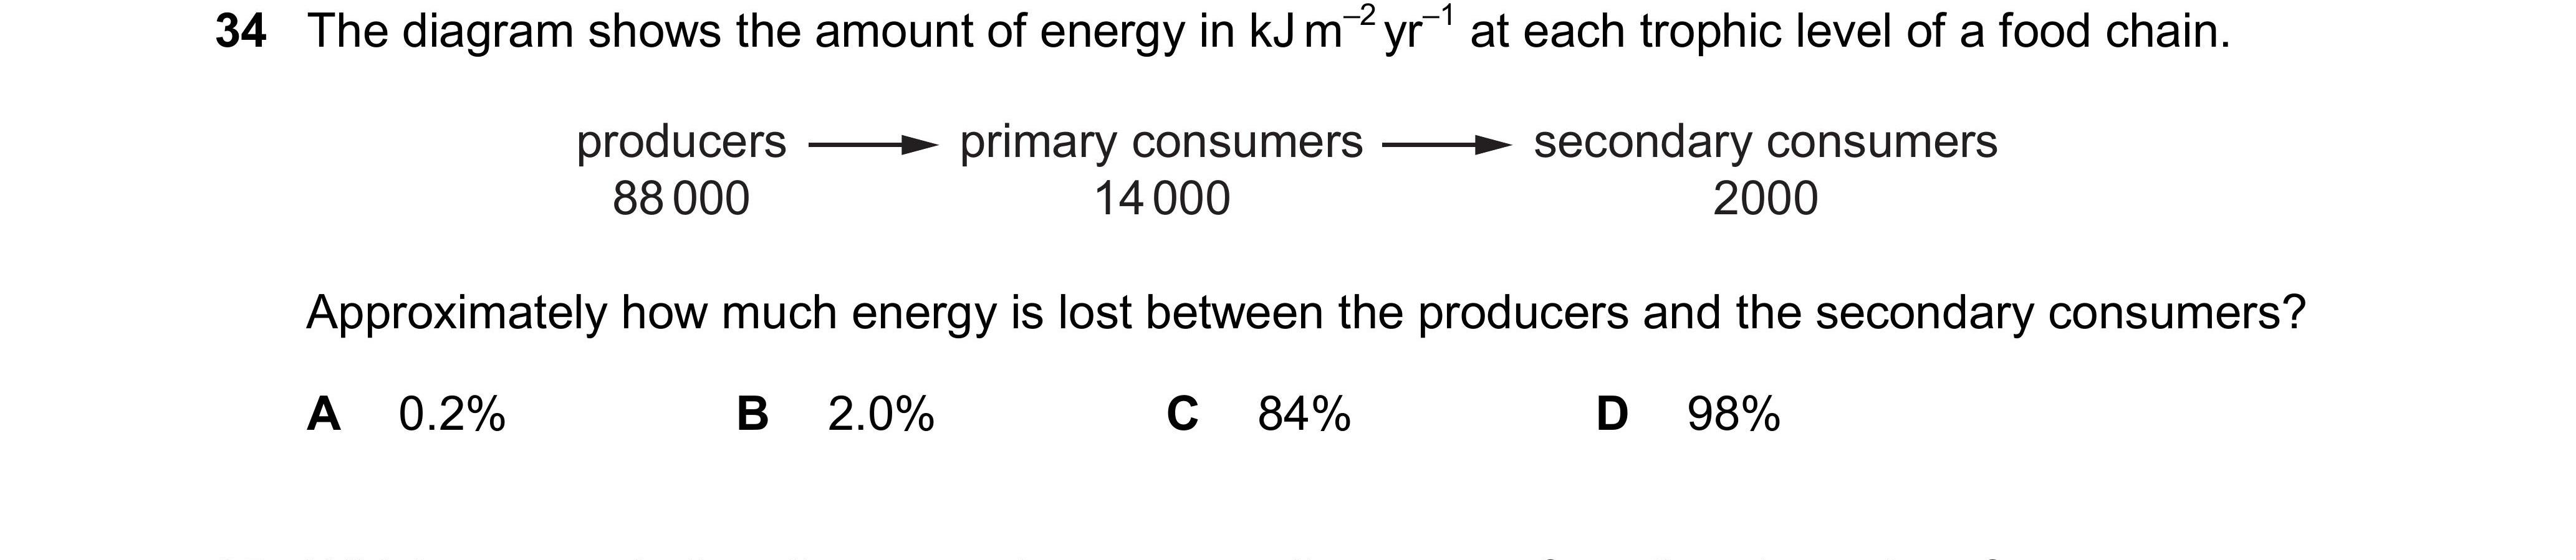 34 The diagram shows the amount of energy in kJ m⁻² yr⁻¹ at each trophic level of a food chain.
producers → primary consumers → secondary consumers
88 000 14 000 2000
Approximately how much energy is lost between the producers and the secondary consumers?
A 0.2% B 2.0% C 84% D 98%